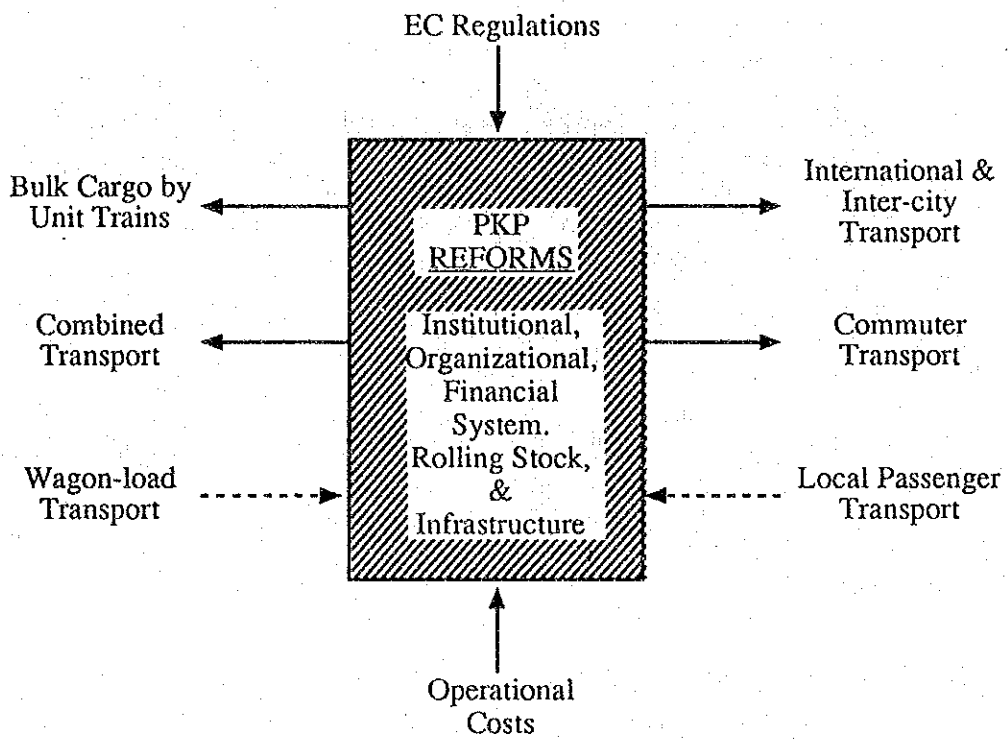 EC Regulations
Bulk Cargo by
Unit Trains
International &
Inter-city
Transport
PKP
REFORMS
Combined
Transport
Institutional,
Organizational,
Financial
System.
Rolling Stock,
&
Infrastructure
Commuter
Transport
Wagon-load
Transport
Local Passenger
Transport
Operational
Costs